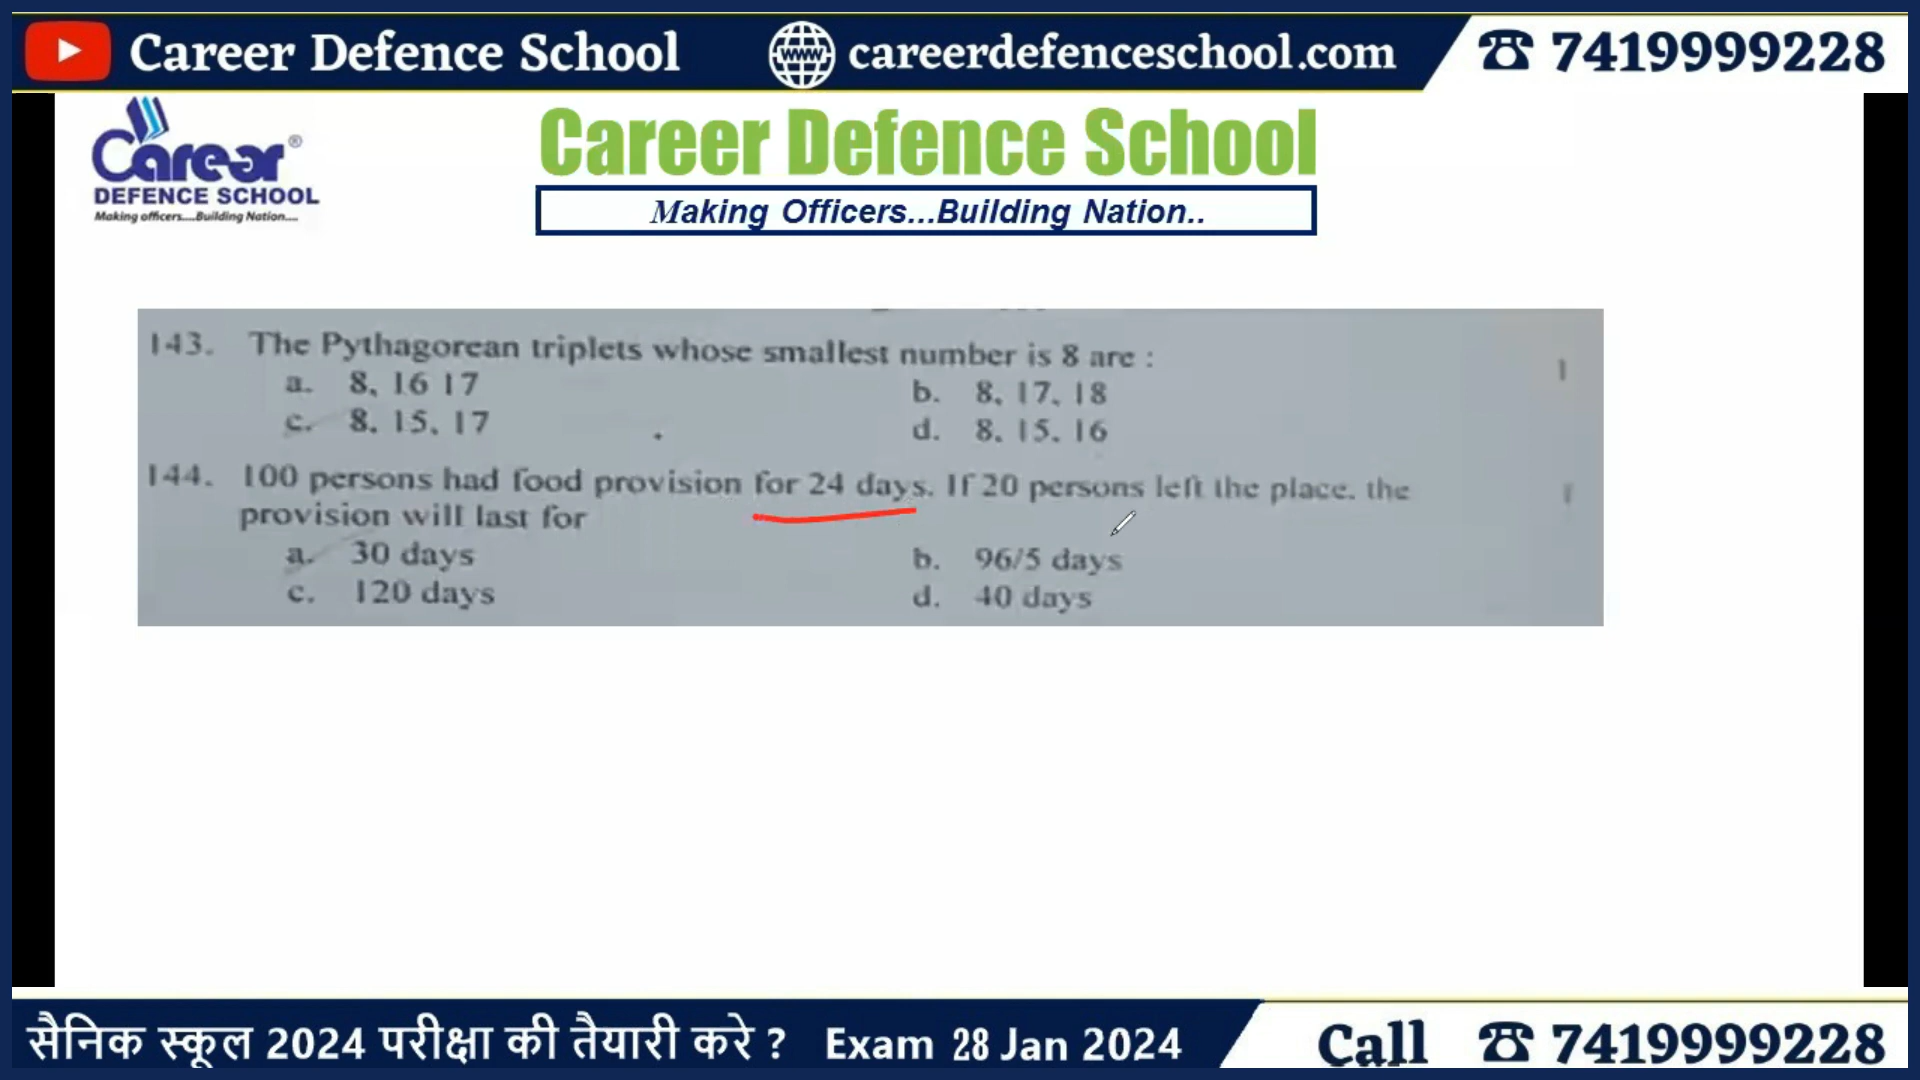 Career Defence School
careerdefenceschool.com
7419999228
Carear®
DEFENCE SCHOOL
Making officers....Building Nation....
Career Defence School
Making Officers...Building Nation..
143. The Pythagorean triplets whose smallest number is 8 are :
a. 8, 16 17 b. 8, 17, 18
c. 8, 15, 17 d. 8, 15, 16
144. 100 persons had food provision for 24 days. If 20 persons left the place, the
provision will last for
a. 30 days b. 96/5 days
c. 120 days d. 40 days
सैनिक स्कूल 2024 परीक्षा की तैयारी करे ? Exam 28 Jan 2024
Call 7419999228